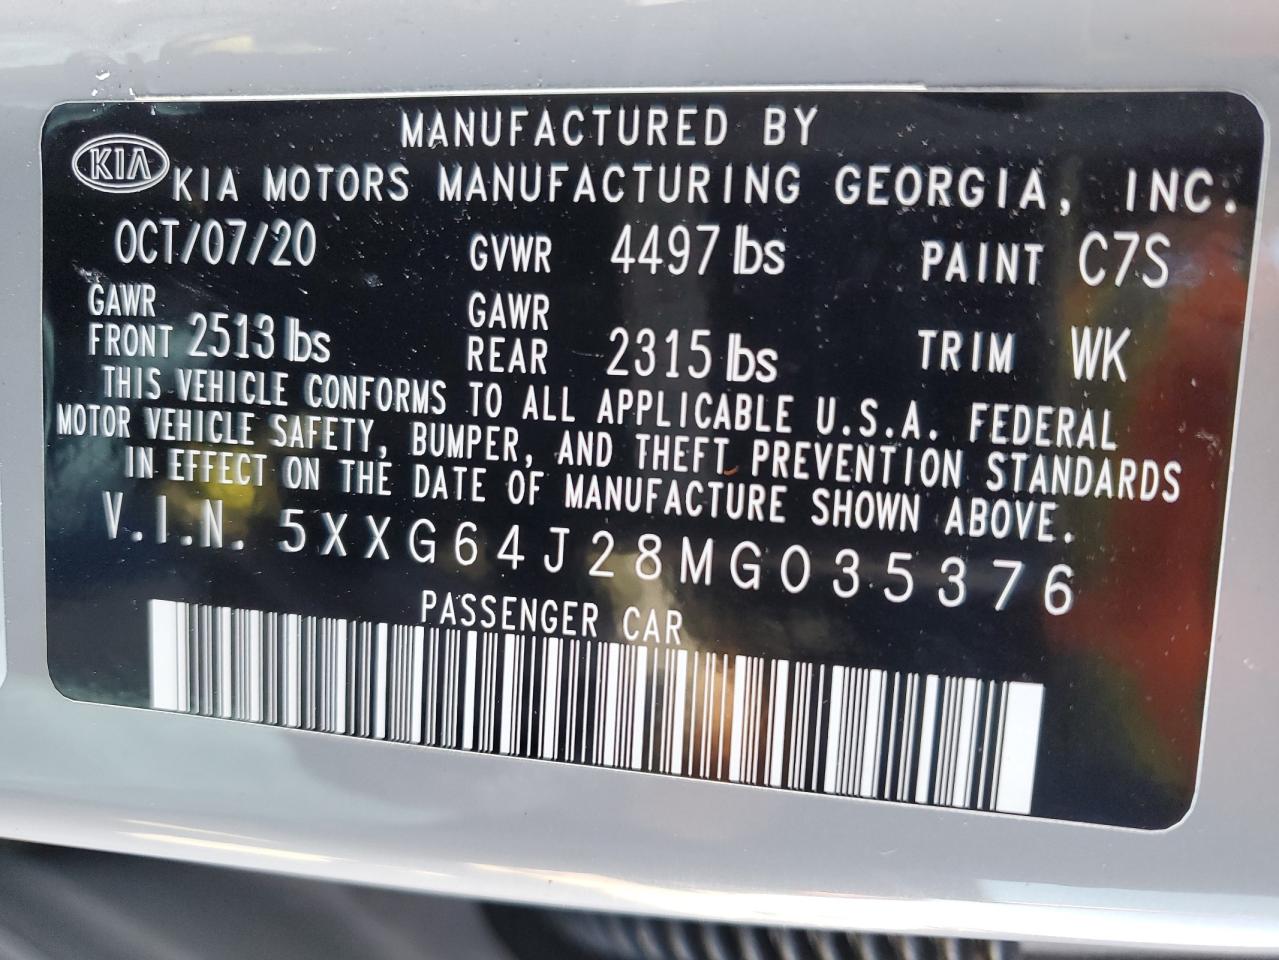 MANUFACTURED BY
KIA KIA MOTORS MANUFACTURING GEORGIA, INC.
OCT/07/20 GVWR 4497 lbs PAINT C7S
GAWR FRONT 2513 lbs GAWR REAR 2315 lbs TRIM WK
THIS VEHICLE CONFORMS TO ALL APPLICABLE U.S.A. FEDERAL
MOTOR VEHICLE SAFETY, BUMPER, AND THEFT PREVENTION STANDARDS
IN EFFECT ON THE DATE OF MANUFACTURE SHOWN ABOVE.
V.I.N. 5XXG64J28MG035376
PASSENGER CAR